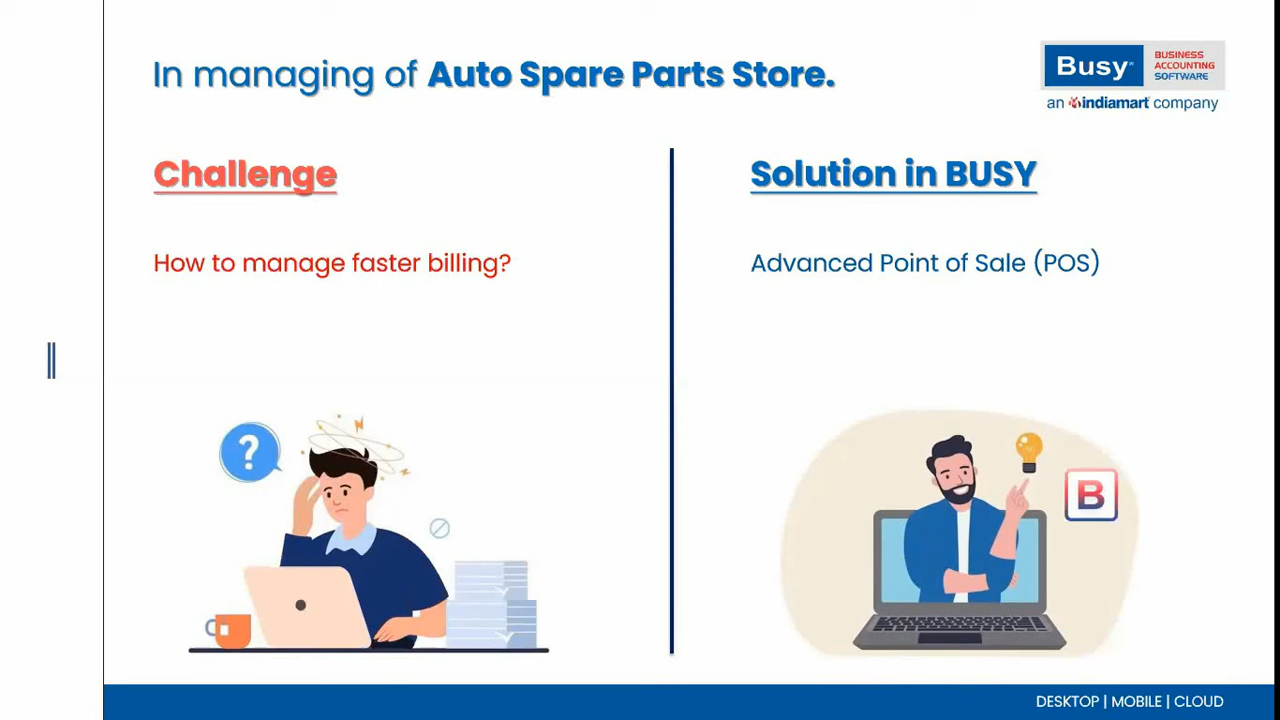 In managing of Auto Spare Parts Store.
Busy
BUSINESS
ACCOUNTING
SOFTWARE
an indiamart company
Challenge
How to manage faster billing?
Solution in BUSY
Advanced Point of Sale (POS)
?
B
DESKTOP | MOBILE | CLOUD